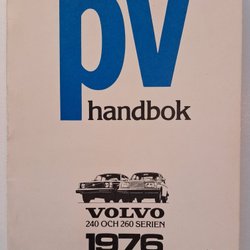 pv
handbok
VOLVO
240 OCH 260 SERIEN
1976